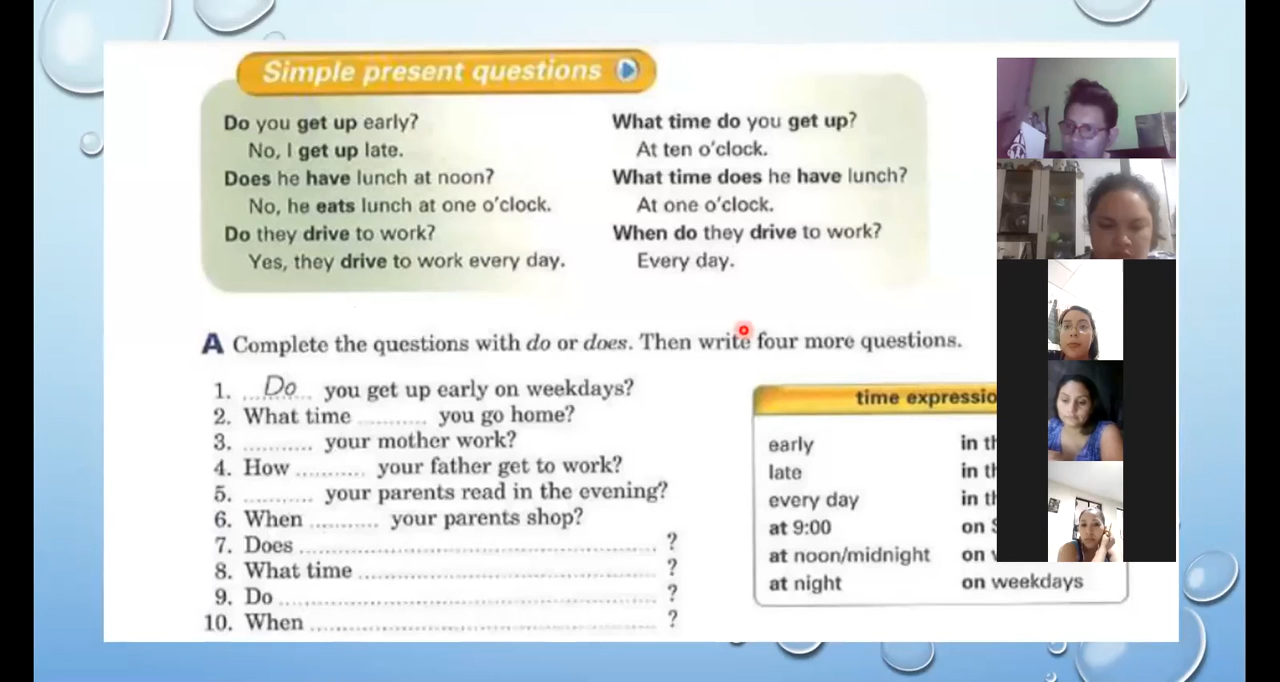 Simple present questions
Do you get up early?
No, I get up late.
Does he have lunch at noon?
No, he eats lunch at one o'clock.
Do they drive to work?
Yes, they drive to work every day.
What time do you get up?
At ten o'clock.
What time does he have lunch?
At one o'clock.
When do they drive to work?
Every day.
A Complete the questions with do or does. Then write four more questions.
1. Do you get up early on weekdays?
2. What time .......... you go home?
3. .......... your mother work?
4. How .......... your father get to work?
5. .......... your parents read in the evening?
6. When .......... your parents shop?
7. Does .......... ?
8. What time .......... ?
9. Do .......... ?
10. When .......... ?
time
early
late
every day
at 9:00
at noon/midnight
at night
in
in
in
on
on
on weekdays